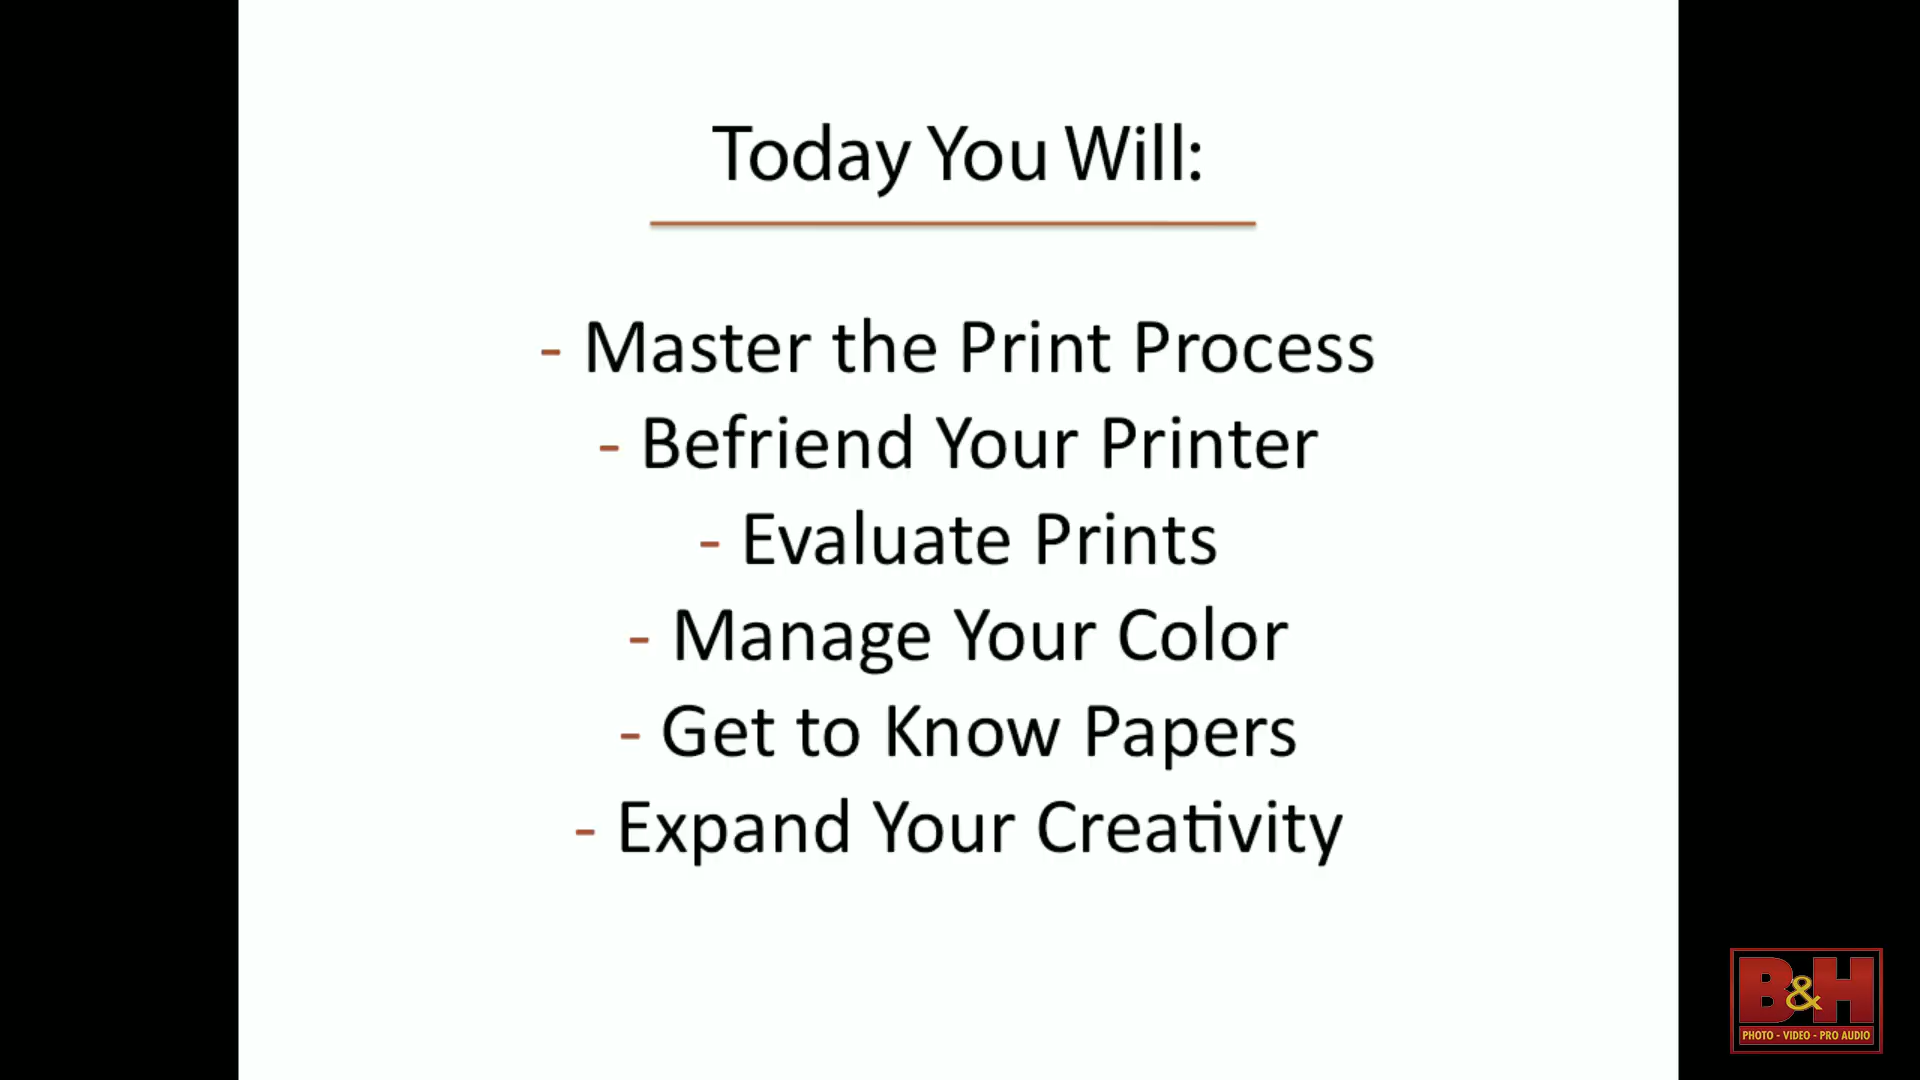 Today You Will:
- Master the Print Process
- Befriend Your Printer
- Evaluate Prints
- Manage Your Color
- Get to Know Papers
- Expand Your Creativity
B&H
PHOTO - VIDEO - PRO AUDIO